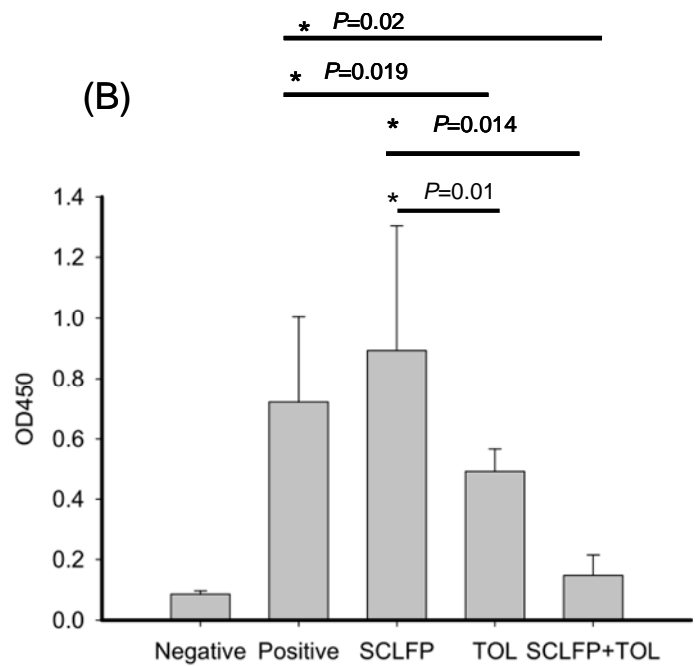 * P=0.02
* P=0.019
(B)
* P=0.014
* P=0.01
1.4
1.2
1.0
0.8
0.6
0.4
0.2
0.0
OD450
Negative Positive SCLFP TOL SCLFP+TOL